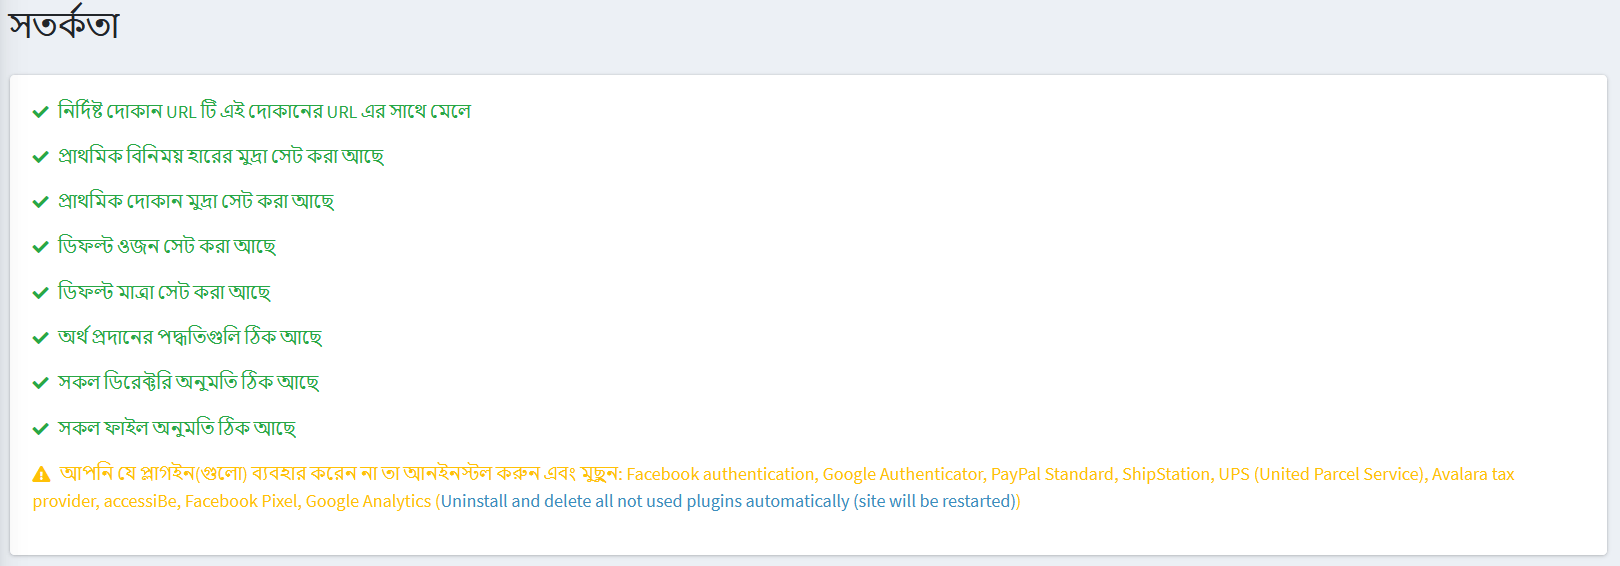 সতর্কতা
নির্দিষ্ট দোকান URL টি এই দোকানের URL এর সাথে মেলে
প্রাথমিক বিনিময় হারের মুদ্রা সেট করা আছে
প্রাথমিক দোকান মুদ্রা সেট করা আছে
ডিফল্ট ওজন সেট করা আছে
ডিফল্ট মাত্রা সেট করা আছে
অর্থ প্রদানের পদ্ধতিগুলি ঠিক আছে
সকল ডিরেক্টরি অনুমতি ঠিক আছে
সকল ফাইল অনুমতি ঠিক আছে
আপনি যে প্লাগইন(গুলো) ব্যবহার করেন না তা আনইনস্টল করুন এবং মুছুন: Facebook authentication, Google Authenticator, PayPal Standard, ShipStation, UPS (United Parcel Service), Avalara tax
provider, accessiBe, Facebook Pixel, Google Analytics (Uninstall and delete all not used plugins automatically (site will be restarted))